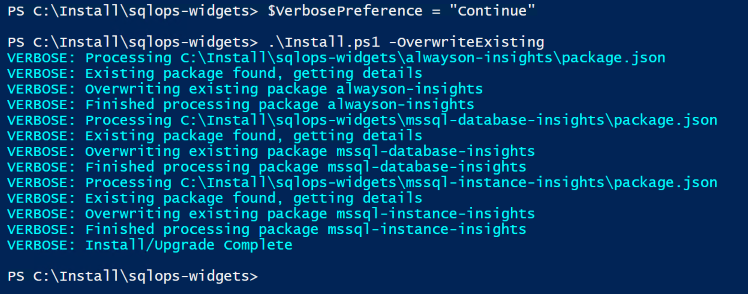 PS C:\Install\sqlops-widgets> $VerbosePreference = "Continue"
PS C:\Install\sqlops-widgets> .\Install.ps1 -OverwriteExisting
VERBOSE: Processing C:\Install\sqlops-widgets\alwayson-insights\package.json
VERBOSE: Existing package found, getting details
VERBOSE: Overwriting existing package alwayson-insights
VERBOSE: Finished processing package alwayson-insights
VERBOSE: Processing C:\Install\sqlops-widgets\mssql-database-insights\package.json
VERBOSE: Existing package found, getting details
VERBOSE: Overwriting existing package mssql-database-insights
VERBOSE: Finished processing package mssql-database-insights
VERBOSE: Processing C:\Install\sqlops-widgets\mssql-instance-insights\package.json
VERBOSE: Existing package found, getting details
VERBOSE: Overwriting existing package mssql-instance-insights
VERBOSE: Finished processing package mssql-instance-insights
VERBOSE: Install/Upgrade Complete
PS C:\Install\sqlops-widgets>